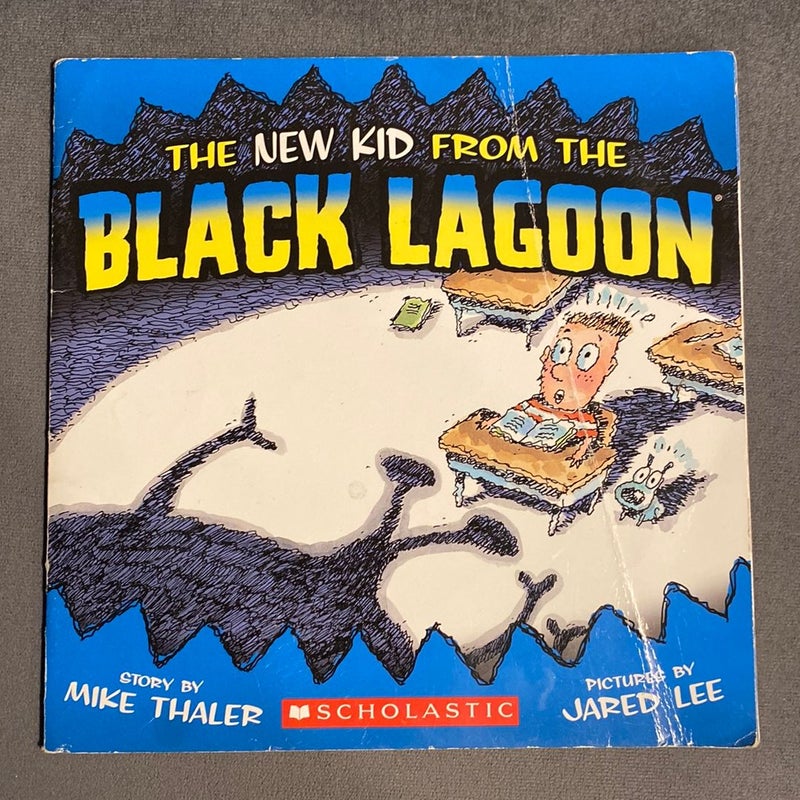 THE NEW KID FROM THE
BLACK LAGOON®
STORY BY
MIKE THALER
SCHOLASTIC
PICTURES BY
JARED LEE